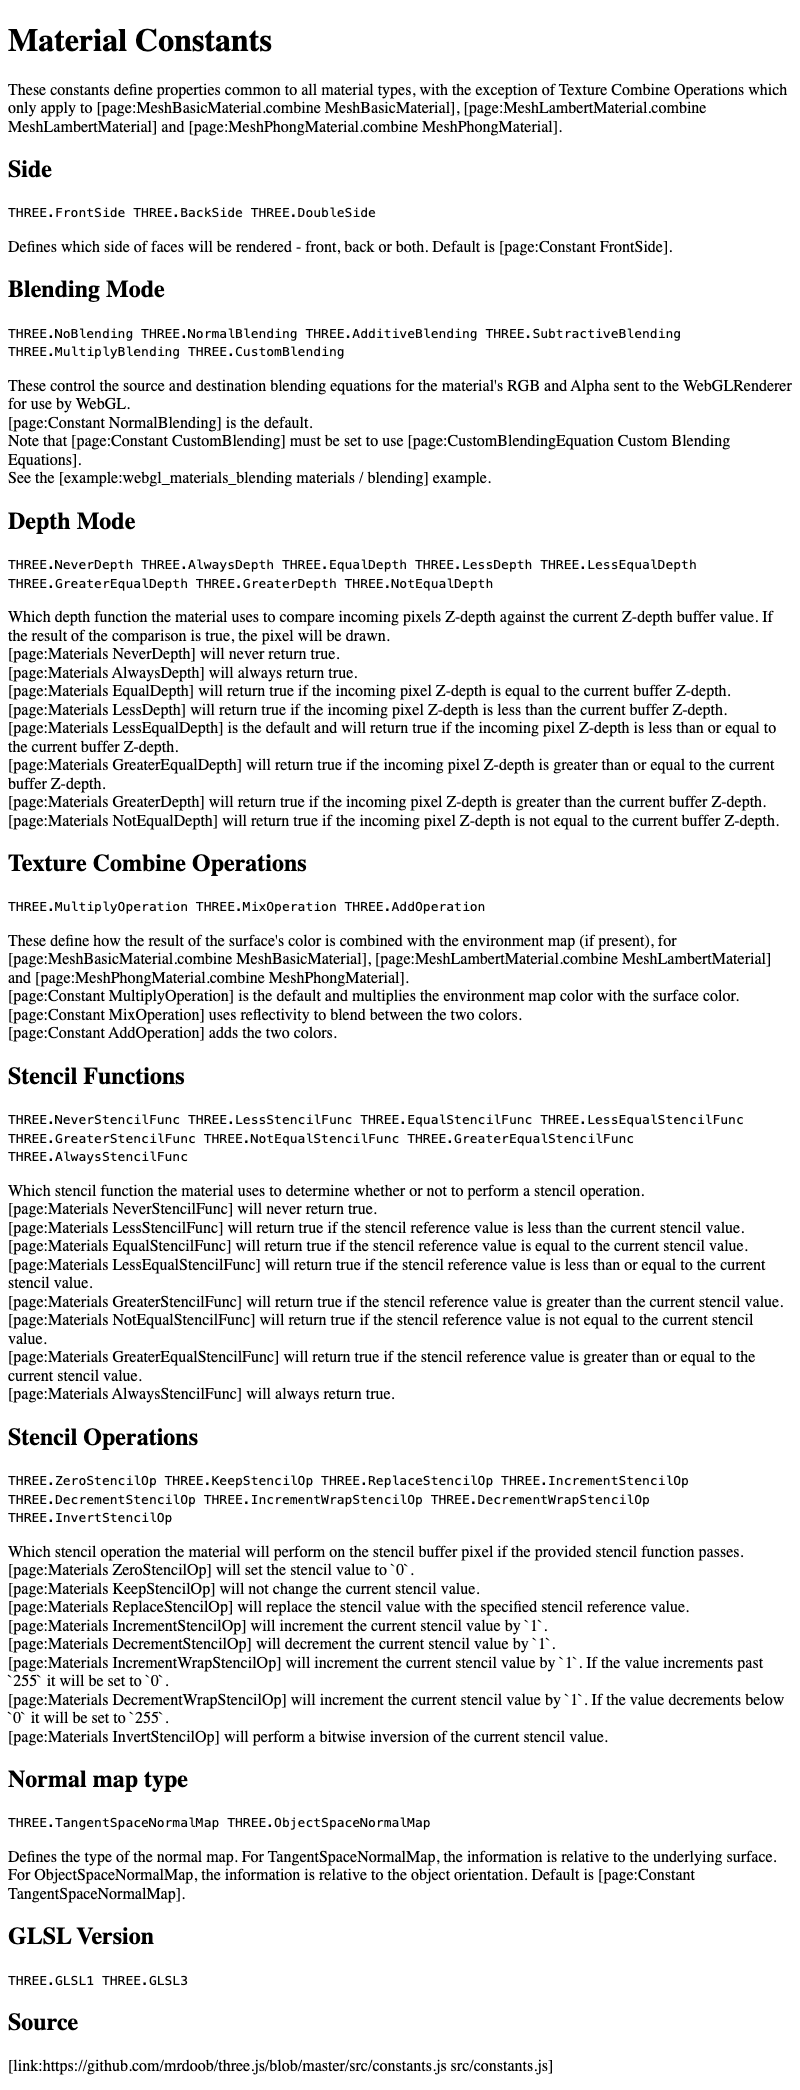 Material Constants
These constants define properties common to all material types, with the exception of Texture Combine Operations which
only apply to [page:MeshBasicMaterial.combine MeshBasicMaterial], [page:MeshLambertMaterial.combine
MeshLambertMaterial] and [page:MeshPhongMaterial.combine MeshPhongMaterial].
Side
THREE.FrontSide THREE.BackSide THREE.DoubleSide
Defines which side of faces will be rendered - front, back or both. Default is [page:Constant FrontSide].
Blending Mode
THREE.NoBlending THREE.NormalBlending THREE.AdditiveBlending THREE.SubtractiveBlending
THREE.MultiplyBlending THREE.CustomBlending
These control the source and destination blending equations for the material's RGB and Alpha sent to the WebGLRenderer
for use by WebGL.
[page:Constant NormalBlending] is the default.
Note that [page:Constant CustomBlending] must be set to use [page:CustomBlendingEquation Custom Blending
Equations].
See the [example:webgl_materials_blending materials / blending] example.
Depth Mode
THREE.NeverDepth THREE.AlwaysDepth THREE.EqualDepth THREE.LessDepth THREE.LessEqualDepth
THREE.GreaterEqualDepth THREE.GreaterDepth THREE.NotEqualDepth
Which depth function the material uses to compare incoming pixels Z-depth against the current Z-depth buffer value. If
the result of the comparison is true, the pixel will be drawn.
[page:Materials NeverDepth] will never return true.
[page:Materials AlwaysDepth] will always return true.
[page:Materials EqualDepth] will return true if the incoming pixel Z-depth is equal to the current buffer Z-depth.
[page:Materials LessDepth] will return true if the incoming pixel Z-depth is less than the current buffer Z-depth.
[page:Materials LessEqualDepth] is the default and will return true if the incoming pixel Z-depth is less than or equal to
the current buffer Z-depth.
[page:Materials GreaterEqualDepth] will return true if the incoming pixel Z-depth is greater than or equal to the current
buffer Z-depth.
[page:Materials GreaterDepth] will return true if the incoming pixel Z-depth is greater than the current buffer Z-depth.
[page:Materials NotEqualDepth] will return true if the incoming pixel Z-depth is not equal to the current buffer Z-depth.
Texture Combine Operations
THREE.MultiplyOperation THREE.MixOperation THREE.AddOperation
These define how the result of the surface's color is combined with the environment map (if present), for
[page:MeshBasicMaterial.combine MeshBasicMaterial], [page:MeshLambertMaterial.combine MeshLambertMaterial]
and [page:MeshPhongMaterial.combine MeshPhongMaterial].
[page:Constant MultiplyOperation] is the default and multiplies the environment map color with the surface color.
[page:Constant MixOperation] uses reflectivity to blend between the two colors.
[page:Constant AddOperation] adds the two colors.
Stencil Functions
THREE.NeverStencilFunc THREE.LessStencilFunc THREE.EqualStencilFunc THREE.LessEqualStencilFunc
THREE.GreaterStencilFunc THREE.NotEqualStencilFunc THREE.GreaterEqualStencilFunc
THREE.AlwaysStencilFunc
Which stencil function the material uses to determine whether or not to perform a stencil operation.
[page:Materials NeverStencilFunc] will never return true.
[page:Materials LessStencilFunc] will return true if the stencil reference value is less than the current stencil value.
[page:Materials EqualStencilFunc] will return true if the stencil reference value is equal to the current stencil value.
[page:Materials LessEqualStencilFunc] will return true if the stencil reference value is less than or equal to the current
stencil value.
[page:Materials GreaterStencilFunc] will return true if the stencil reference value is greater than the current stencil value.
[page:Materials NotEqualStencilFunc] will return true if the stencil reference value is not equal to the current stencil
value.
[page:Materials GreaterEqualStencilFunc] will return true if the stencil reference value is greater than or equal to the
current stencil value.
[page:Materials AlwaysStencilFunc] will always return true.
Stencil Operations
THREE.ZeroStencilOp THREE.KeepStencilOp THREE.ReplaceStencilOp THREE.IncrementStencilOp
THREE.DecrementStencilOp THREE.IncrementWrapStencilOp THREE.DecrementWrapStencilOp
THREE.InvertStencilOp
Which stencil operation the material will perform on the stencil buffer pixel if the provided stencil function passes.
[page:Materials ZeroStencilOp] will set the stencil value to `0`.
[page:Materials KeepStencilOp] will not change the current stencil value.
[page:Materials ReplaceStencilOp] will replace the stencil value with the specified stencil reference value.
[page:Materials IncrementStencilOp] will increment the current stencil value by `1`.
[page:Materials DecrementStencilOp] will decrement the current stencil value by `1`.
[page:Materials IncrementWrapStencilOp] will increment the current stencil value by `1`. If the value increments past
`255` it will be set to `0`.
[page:Materials DecrementWrapStencilOp] will increment the current stencil value by `1`. If the value decrements below
`0` it will be set to `255`.
[page:Materials InvertStencilOp] will perform a bitwise inversion of the current stencil value.
Normal map type
THREE.TangentSpaceNormalMap THREE.ObjectSpaceNormalMap
Defines the type of the normal map. For TangentSpaceNormalMap, the information is relative to the underlying surface.
For ObjectSpaceNormalMap, the information is relative to the object orientation. Default is [page:Constant
TangentSpaceNormalMap].
GLSL Version
THREE.GLSL1 THREE.GLSL3
Source
[link:https://github.com/mrdoob/three.js/blob/master/src/constants.js src/constants.js]